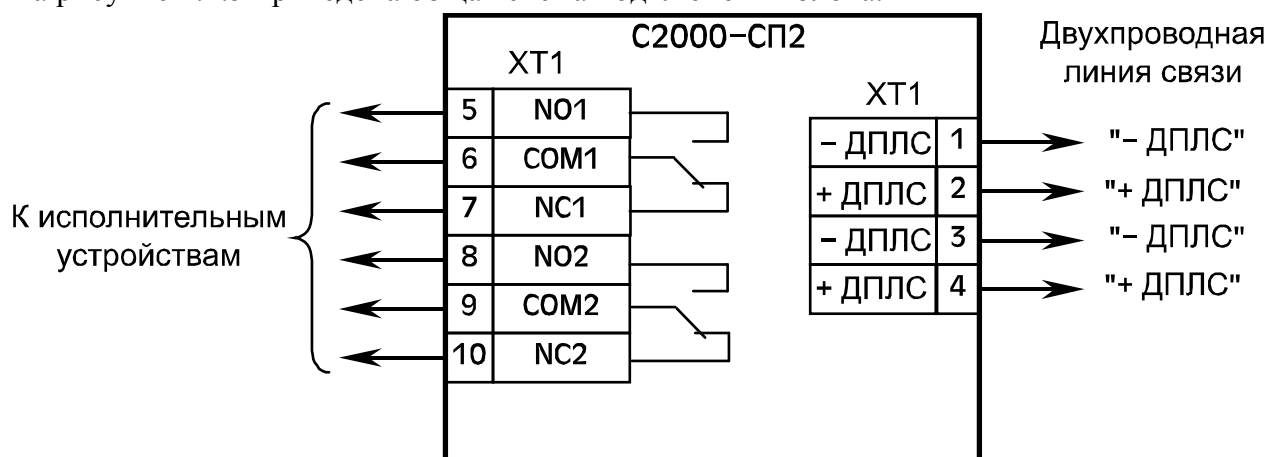 С2000-СП2
XT1
5 NO1
6 COM1
7 NC1
8 NO2
9 COM2
10 NC2
К исполнительным
устройствам
XT1
- ДПЛС 1
+ ДПЛС 2
- ДПЛС 3
+ ДПЛС 4
Двухпроводная
линия связи
"- ДПЛС"
"+ ДПЛС"
"- ДПЛС"
"+ ДПЛС"